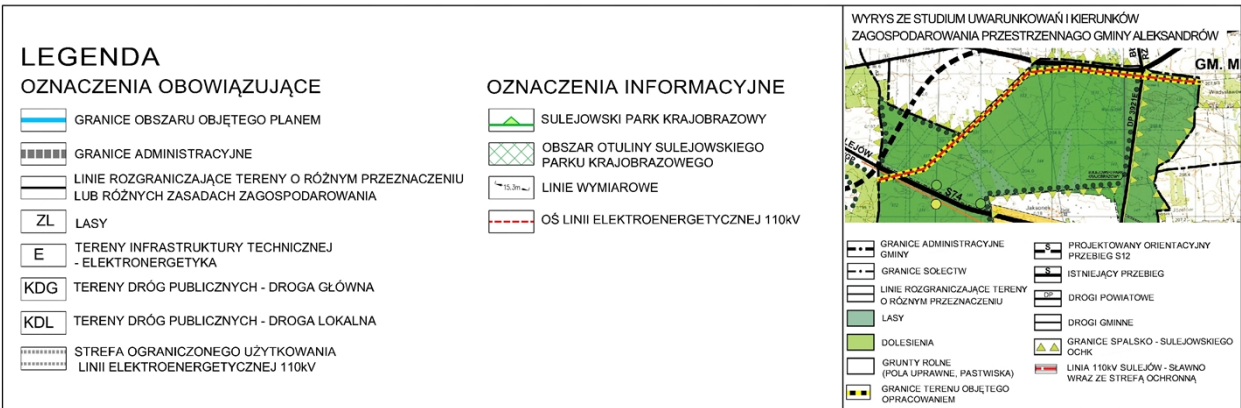 LEGENDA
OZNACZENIA OBOWIĄZUJĄCE
GRANICE OBSZARU OBJĘTEGO PLANEM
GRANICE ADMINISTRACYJNE
LINIE ROZGRANICZAJĄCE TERENY O RÓŻNYM PRZEZNACZENIU
LUB RÓŻNYCH ZASADACH ZAGOSPODAROWANIA
ZL LASY
E TERENY INFRASTRUKTURY TECHNICZNEJ
- ELEKTRONERGETYKA
KDG TERENY DRÓG PUBLICZNYCH - DROGA GŁÓWNA
KDL TERENY DRÓG PUBLICZNYCH - DROGA LOKALNA
STREFA OGRANICZONEGO UŻYTKOWANIA
LINII ELEKTROENERGETYCZNEJ 110kV
OZNACZENIA INFORMACYJNE
SULEJOWSKI PARK KRAJOBRAZOWY
OBSZAR OTULINY SULEJOWSKIEGO
PARKU KRAJOBRAZOWEGO
15.3m LINIE WYMIAROWE
OŚ LINII ELEKTROENERGETYCZNEJ 110kV
WYRYS ZE STUDIUM UWARUNKOWAŃ I KIERUNKÓW
ZAGOSPODAROWANIA PRZESTRZENNEGO GMINY ALEKSANDRÓW
GM. M
DP 3921E
S74
GRANICE ADMINISTRACYJNE
GMINY
GRANICE SOŁECTW
LINIE ROZGRANICZAJĄCE TERENY
O RÓŻNYM PRZEZNACZENIU
LASY
DOLESIENIA
GRUNTY ROLNE
(POLA UPRAWNE, PASTWISKA)
GRANICE TERENU OBJĘTEGO
OPRACOWANIEM
S PROJEKTOWANY ORIENTACYJNY
PRZEBIEG S12
S ISTNIEJĄCY PRZEBIEG
DP DROGI POWIATOWE
DROGI GMINNE
GRANICE SPALSKO - SULEJOWSKIEGO
OCHK
LINIA 110kV SULEJÓW - SŁAWNO
WRAZ ZE STREFĄ OCHRONNĄ